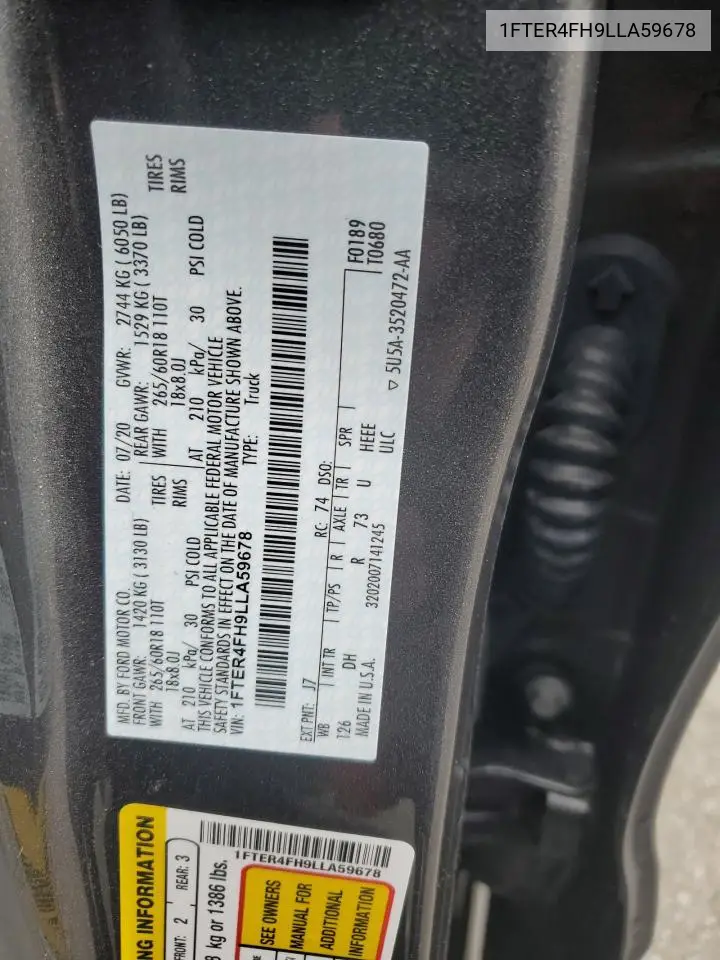 1FTER4FH9LLA59678
MFD. BY FORD MOTOR CO. DATE: 07/20 GVWR: 2744 KG ( 6050 LB)
FRONT GAWR: 1420 KG ( 3130 LB) REAR GAWR: 1529 KG ( 3370 LB)
WITH 265/60R18 110T TIRES WITH 265/60R18 110T TIRES
18x8.0J RIMS 18x8.0J RIMS
AT 210 kPa/ 30 PSI COLD AT 210 kPa/ 30 PSI COLD
THIS VEHICLE CONFORMS TO ALL APPLICABLE FEDERAL MOTOR VEHICLE
SAFETY STANDARDS IN EFFECT ON THE DATE OF MANUFACTURE SHOWN ABOVE.
VIN: 1FTER4FH9LLA59678 TYPE: Truck
EXT PNT: J7 RC: 74 DSO: F0189
WB INT TR TP/PS R AXLE TR SPR T0680
126 DH R 73 U HEEE
MADE IN U.S.A. 3202007141245 ULC ▽ 5U5A-3520472-AA
NG INFORMATION
FRONT: 2 REAR: 3
1FTER4FH9LLA59678
kg or 1386 lbs.
SEE OWNERS
MANUAL FOR
ADDITIONAL
INFORMATION